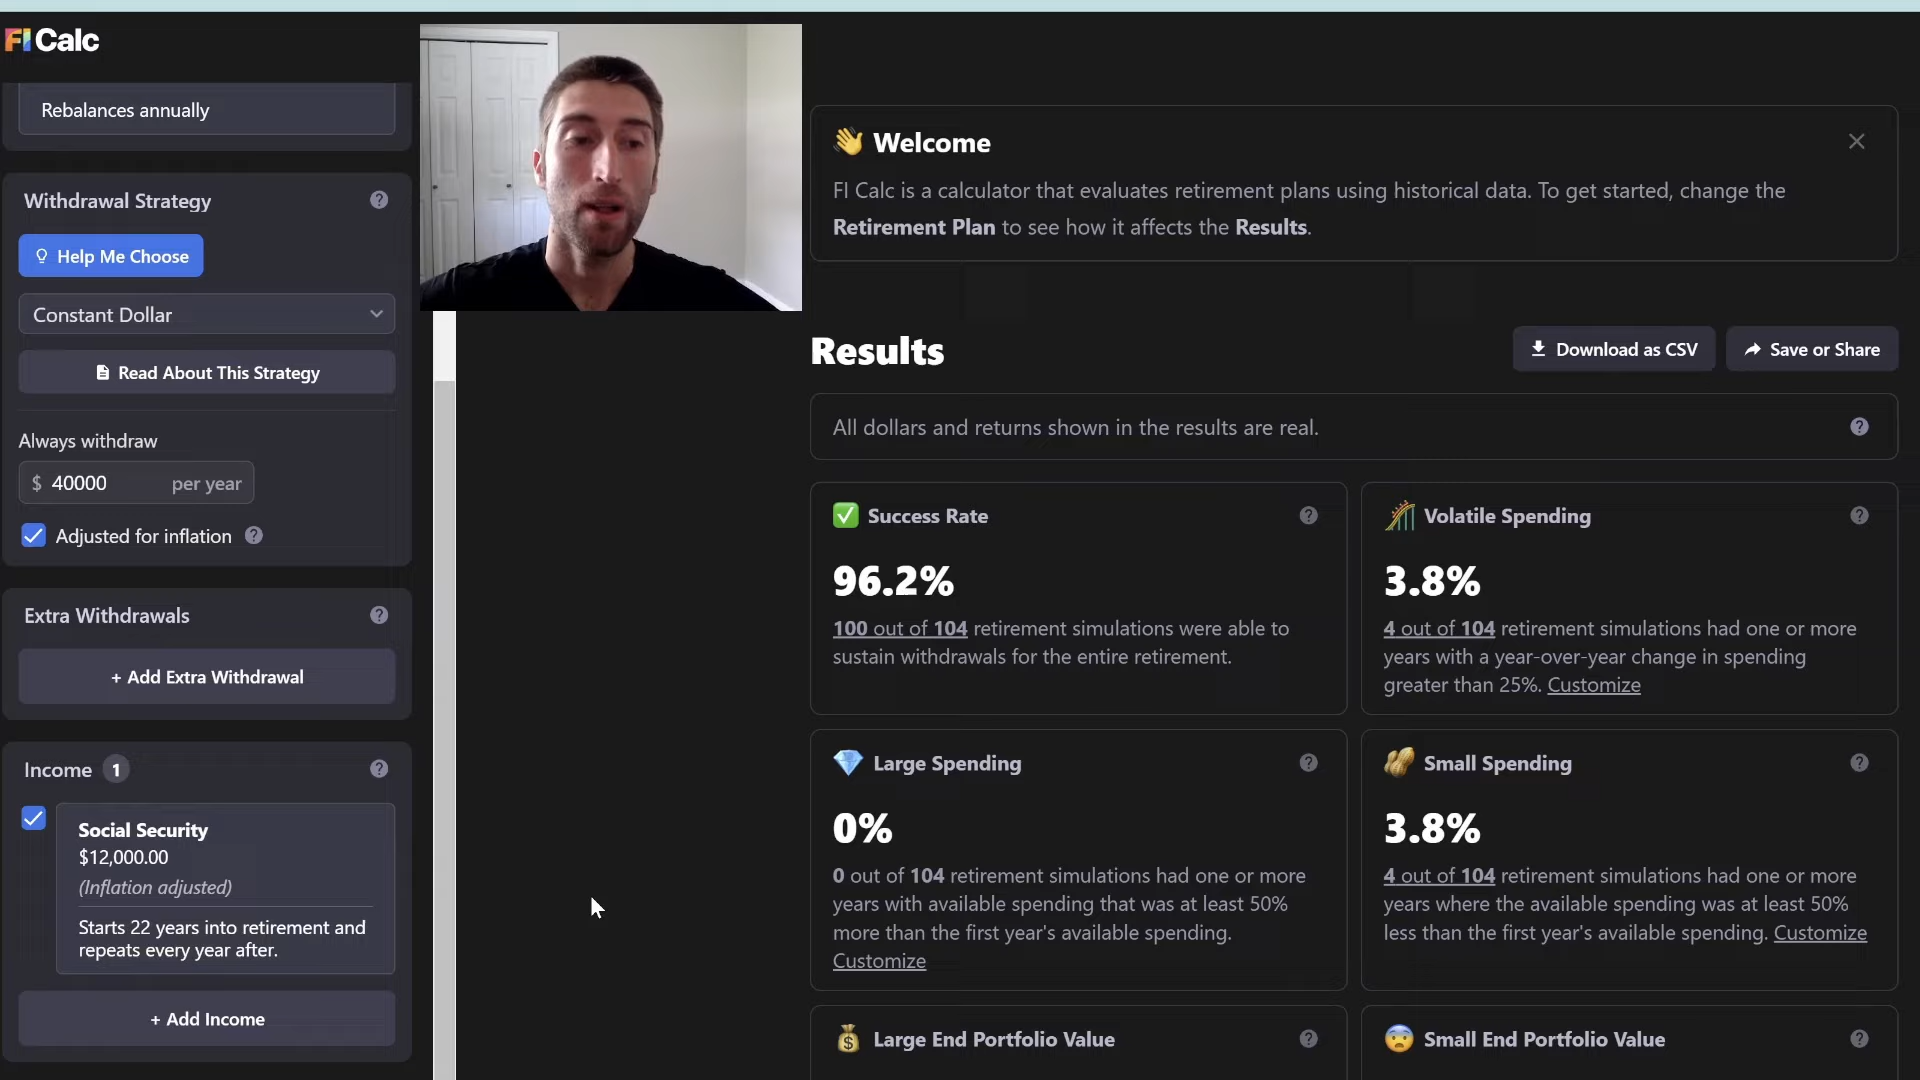 FI Calc
Rebalances annually
Withdrawal Strategy
Help Me Choose
Constant Dollar
Read About This Strategy
Always withdraw
$ 40000 per year
Adjusted for inflation
Extra Withdrawals
+ Add Extra Withdrawal
Income 1
Social Security
$12,000.00
(Inflation adjusted)
Starts 22 years into retirement and
repeats every year after.
+ Add Income
Welcome
FI Calc is a calculator that evaluates retirement plans using historical data. To get started, change the
Retirement Plan to see how it affects the Results.
Results
Download as CSV
Save or Share
All dollars and returns shown in the results are real.
Success Rate
96.2%
100 out of 104 retirement simulations were able to
sustain withdrawals for the entire retirement.
Volatile Spending
3.8%
4 out of 104 retirement simulations had one or more
years with a year-over-year change in spending
greater than 25%. Customize
Large Spending
0%
0 out of 104 retirement simulations had one or more
years with available spending that was at least 50%
more than the first year's available spending.
Customize
Small Spending
3.8%
4 out of 104 retirement simulations had one or more
years where the available spending was at least 50%
less than the first year's available spending. Customize
Large End Portfolio Value
Small End Portfolio Value